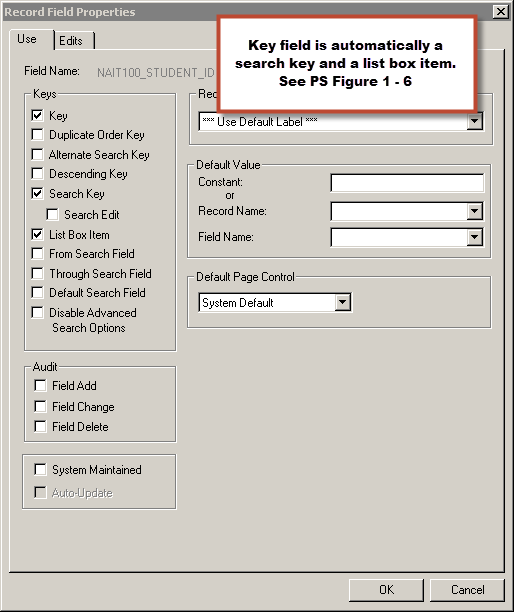 Record Field Properties
Use
Edits
Key field is automatically a
search key and a list box item.
See PS Figure 1 - 6
Field Name: NAIT100_STUDENT_ID
Keys
Key
Duplicate Order Key
Alternate Search Key
Descending Key
Search Key
Search Edit
List Box Item
From Search Field
Through Search Field
Default Search Field
Disable Advanced
Search Options
Audit
Field Add
Field Change
Field Delete
System Maintained
Auto-Update
*** Use Default Label ***
Default Value
Constant:
or
Record Name:
Field Name:
Default Page Control
System Default
OK
Cancel